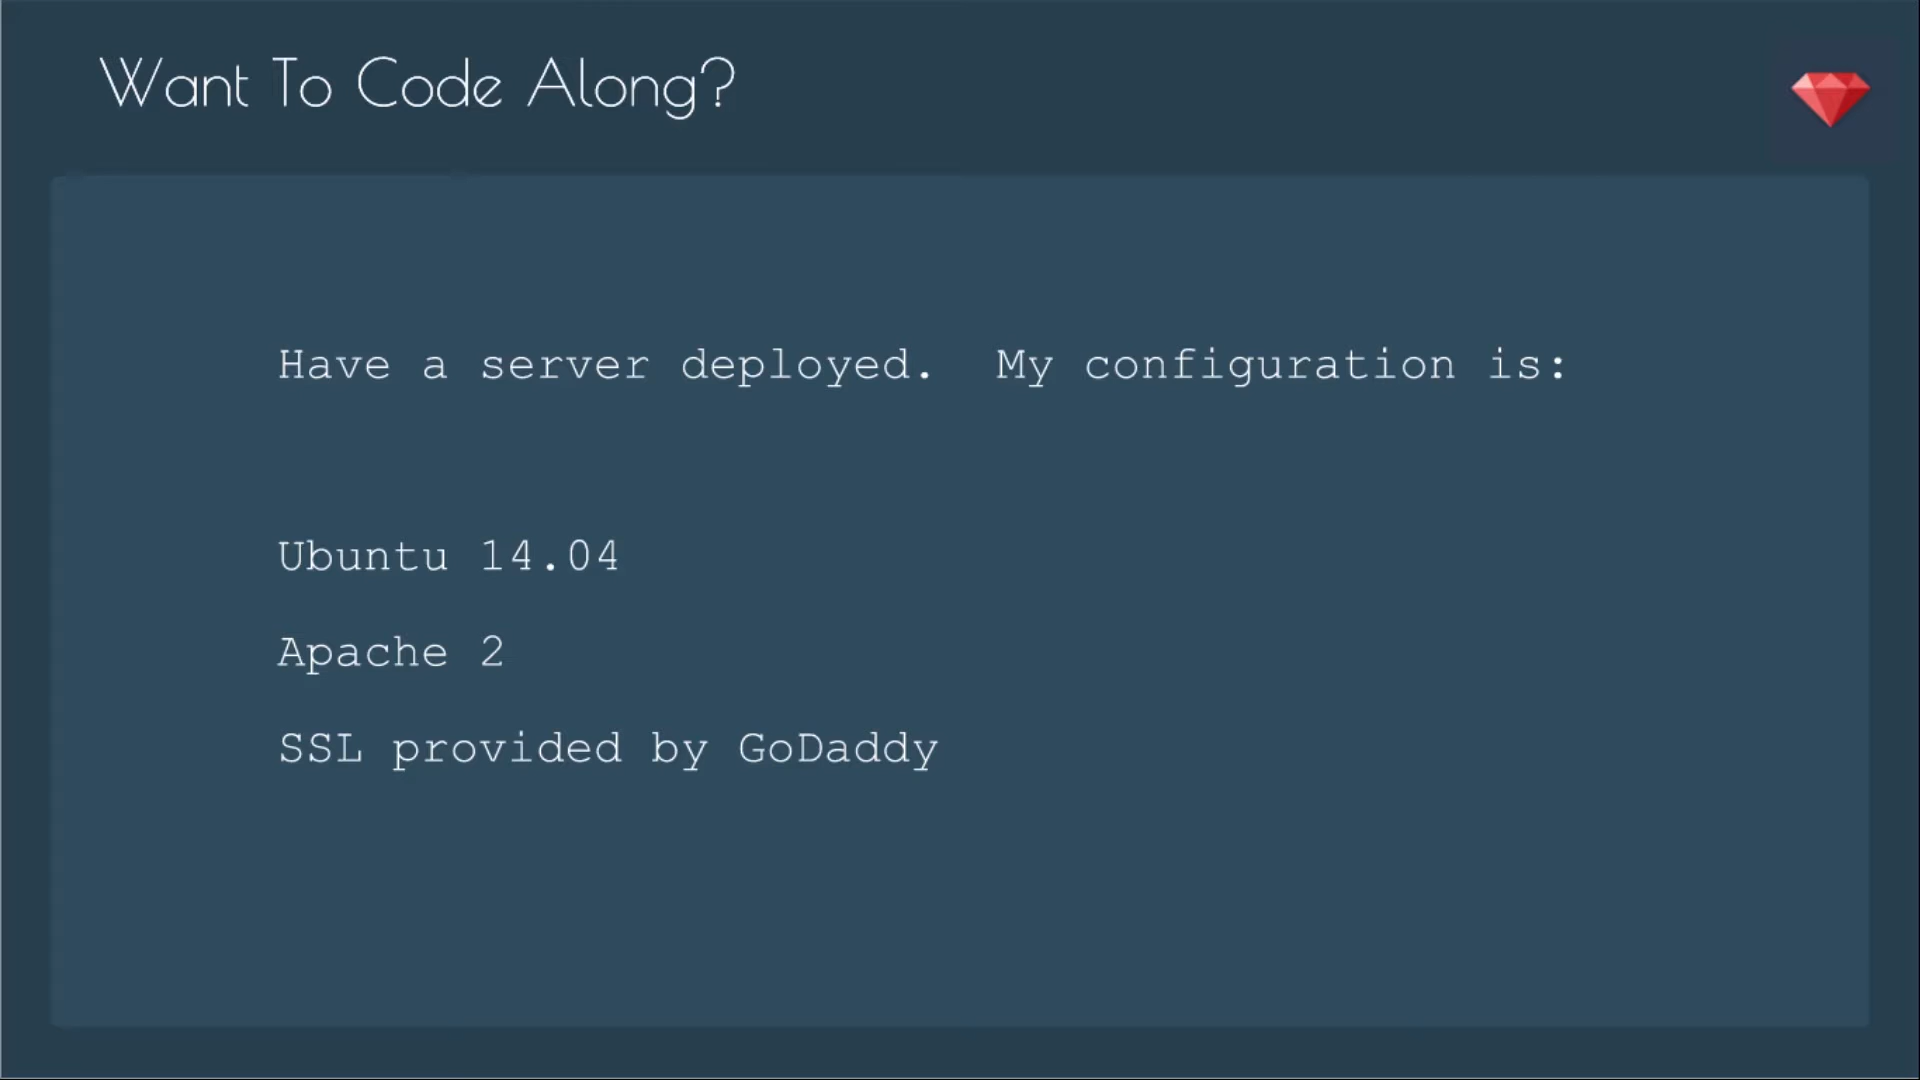 Want To Code Along?
Have a server deployed.  My configuration is:
Ubuntu 14.04
Apache 2
SSL provided by GoDaddy